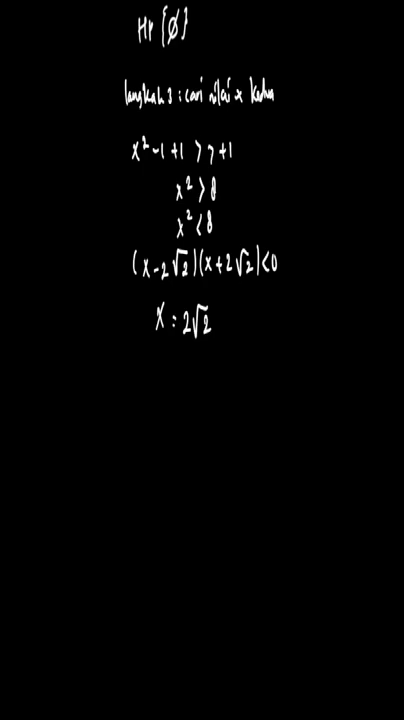 Hp {∅}
langkah 3 : cari nilai x kedua
x² - 1 + 1 > 7 + 1
x² > 8
x² < 8
(x - 2√2)(x + 2√2) < 0
x = 2√2